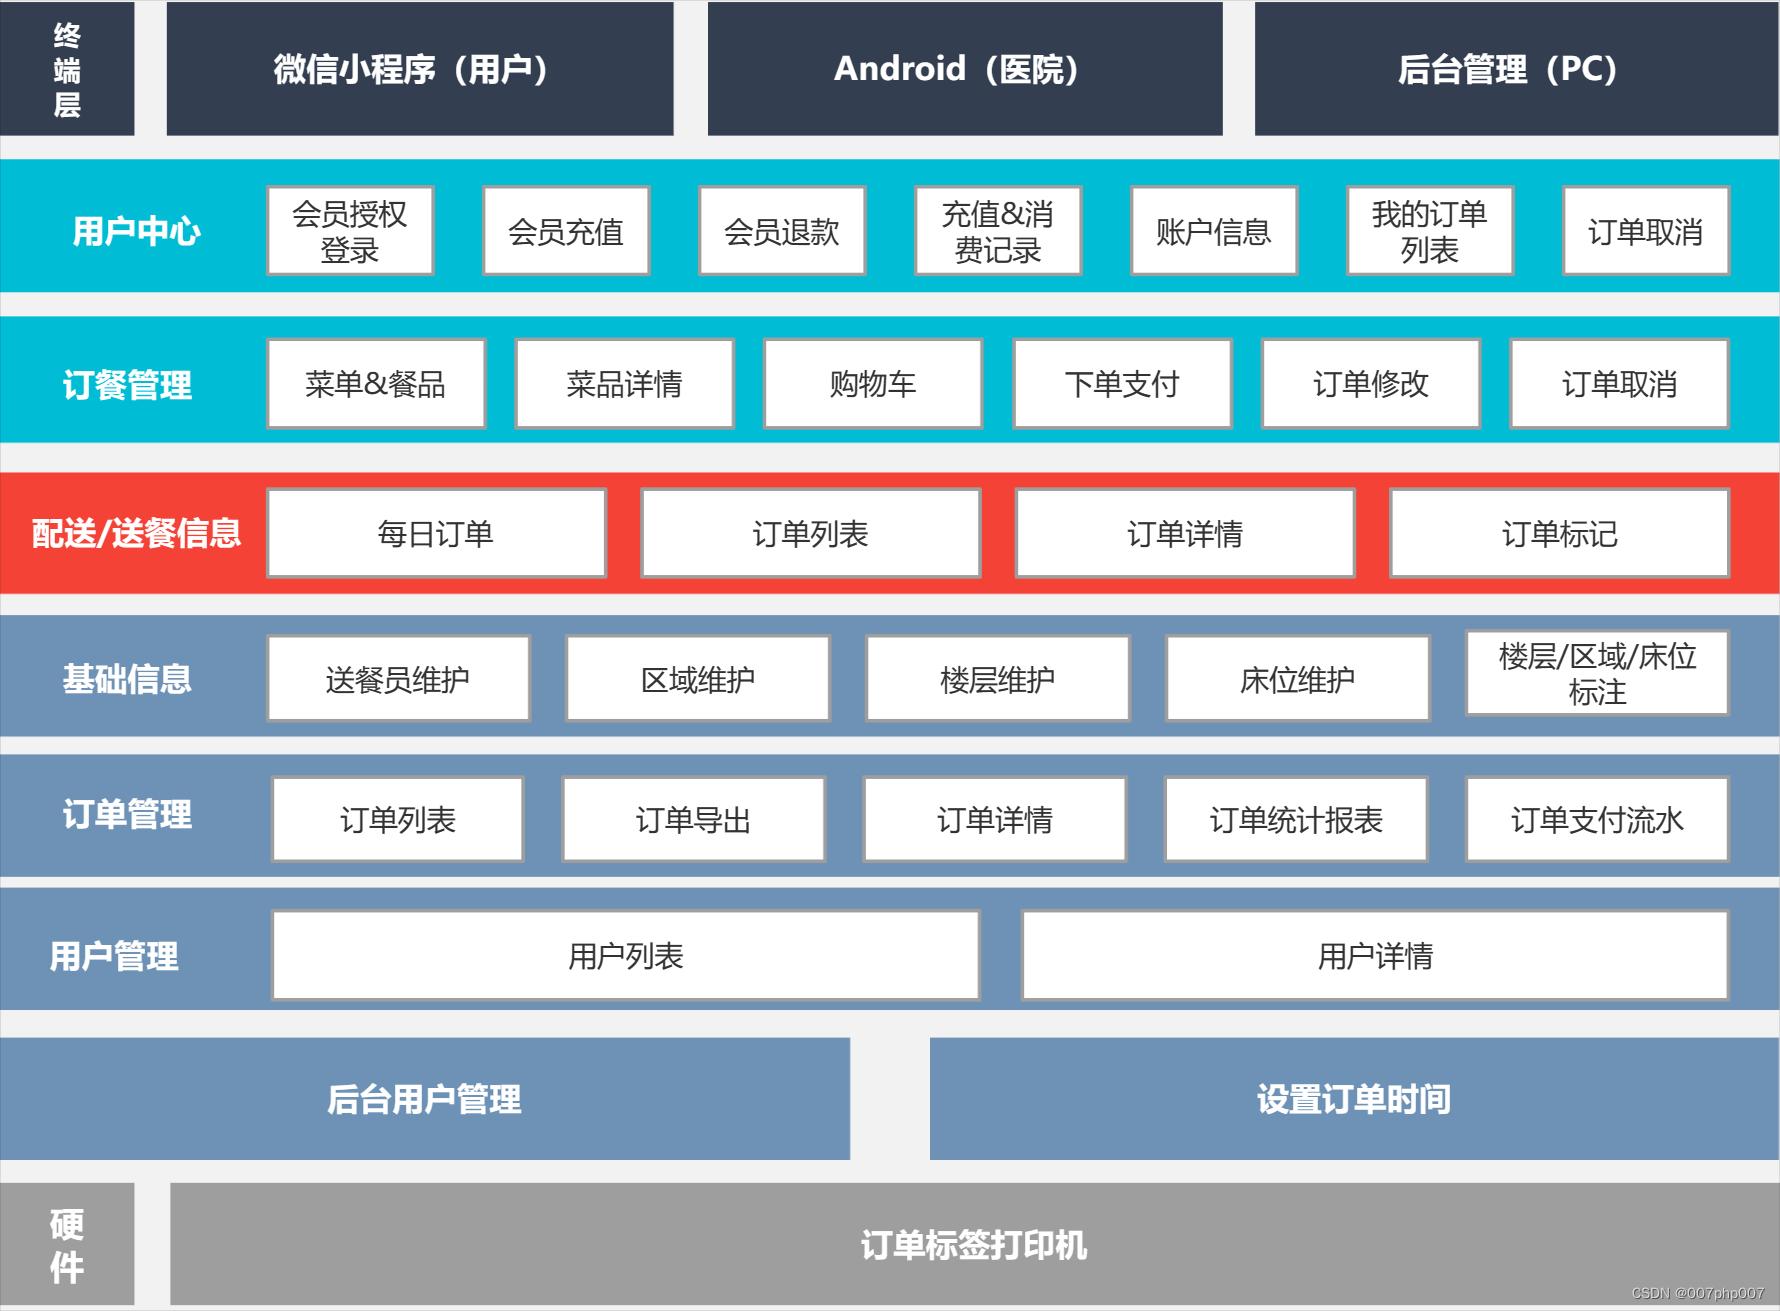 终
端
层
微信小程序（用户）
Android（医院）
后台管理（PC）
用户中心
会员授权
登录
会员充值
会员退款
充值&消
费记录
账户信息
我的订单
列表
订单取消
订餐管理
菜单&餐品
菜品详情
购物车
下单支付
订单修改
订单取消
配送/送餐信息
每日订单
订单列表
订单详情
订单标记
基础信息
送餐员维护
区域维护
楼层维护
床位维护
楼层/区域/床位
标注
订单管理
订单列表
订单导出
订单详情
订单统计报表
订单支付流水
用户管理
用户列表
用户详情
后台用户管理
设置订单时间
硬
件
订单标签打印机
CSDN @007php007